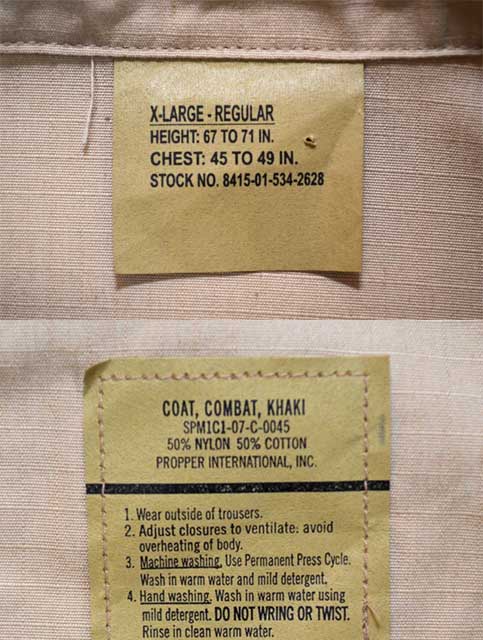 X-LARGE - REGULAR
HEIGHT: 67 TO 71 IN.
CHEST: 45 TO 49 IN.
STOCK NO. 8415-01-534-2628
COAT, COMBAT, KHAKI
SPM1C1-07-C-0045
50% NYLON 50% COTTON
PROPPER INTERNATIONAL, INC.
1. Wear outside of trousers.
2. Adjust closures to ventilate: avoid
overheating of body.
3. Machine washing, Use Permanent Press Cycle.
Wash in warm water and mild detergent.
4. Hand washing. Wash in warm water using
mild detergent. DO NOT WRING OR TWIST.
Rinse in clean warm water.